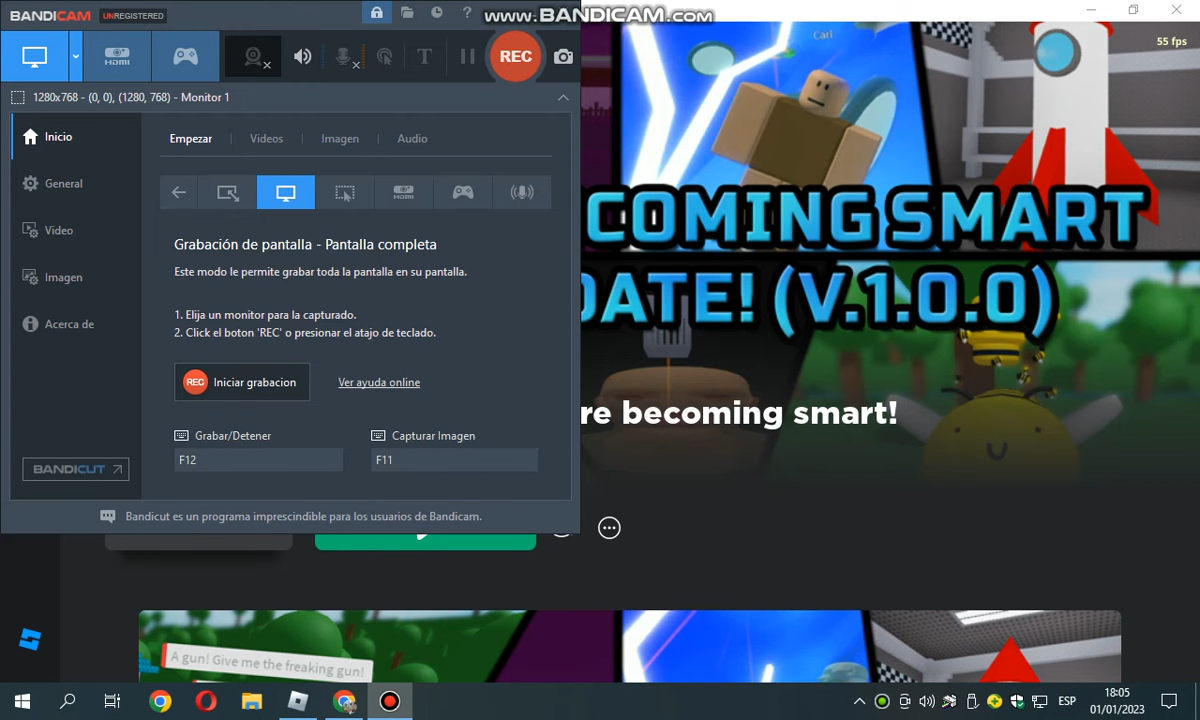 BANDICAM UNREGISTERED
www.BANDICAM.com
55 fps
HDMI
REC
1280x768 - (0, 0), (1280, 768) - Monitor 1
Inicio
General
Video
Imagen
Acerca de
BANDICUT
Empezar
Videos
Imagen
Audio
HDMI
Grabación de pantalla - Pantalla completa
Este modo le permite grabar toda la pantalla en su pantalla.
1. Elija un monitor para la capturado.
2. Click el boton 'REC' o presionar el atajo de teclado.
REC Iniciar grabacion
Ver ayuda online
Grabar/Detener
F12
Capturar Imagen
F11
Bandicut es un programa imprescindible para los usuarios de Bandicam.
Carl
COMING SMART
DATE! (V.1.0.0)
re becoming smart!
A gun! Give me the freaking gun!
ESP
18:05
01/01/2023